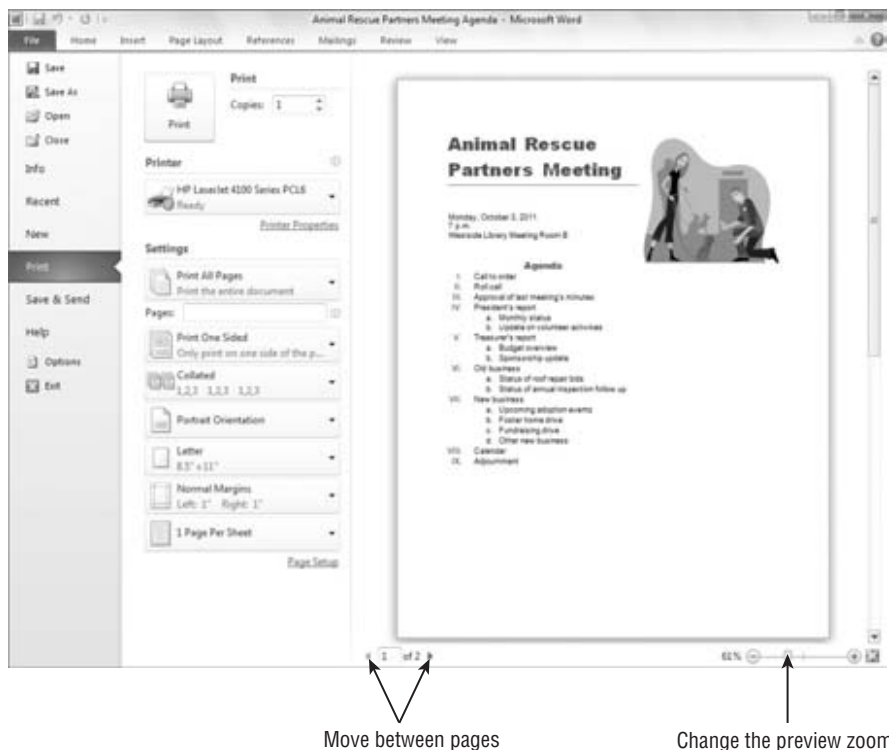 Animal Rescue Partners Meeting Agenda - Microsoft Word
File Home Insert Page Layout References Mailings Review View
Save
Save As
Open
Close
Info
Recent
New
Print
Save & Send
Help
Options
Exit
Print
Print
Copies: 1
Printer
HP LaserJet 4100 Series PCL6
Ready
Printer Properties
Settings
Print All Pages
Print the entire document
Pages:
Print One Sided
Only print on one side of the p...
Collated
1,2,3 1,2,3 1,2,3
Portrait Orientation
Letter
8.5" x 11"
Normal Margins
Left: 1" Right: 1"
1 Page Per Sheet
Page Setup
Animal Rescue
Partners Meeting
Monday, October 3, 2011
7 p.m.
Westside Library Meeting Room B
Agenda
I. Call to order
II. Roll call
III. Approval of last meeting's minutes
IV. President's report
a. Monthly status
b. Update on volunteer activities
V. Treasurer's report
a. Budget overview
b. Sponsorship update
VI. Old business
a. Status of roof repair bids
b. Status of annual inspection follow up
VII. New business
a. Upcoming adoption events
b. Foster home drive
c. Fundraising drive
d. Other new business
VIII. Calendar
IX. Adjournment
1 of 2
61%
Move between pages
Change the preview zoom